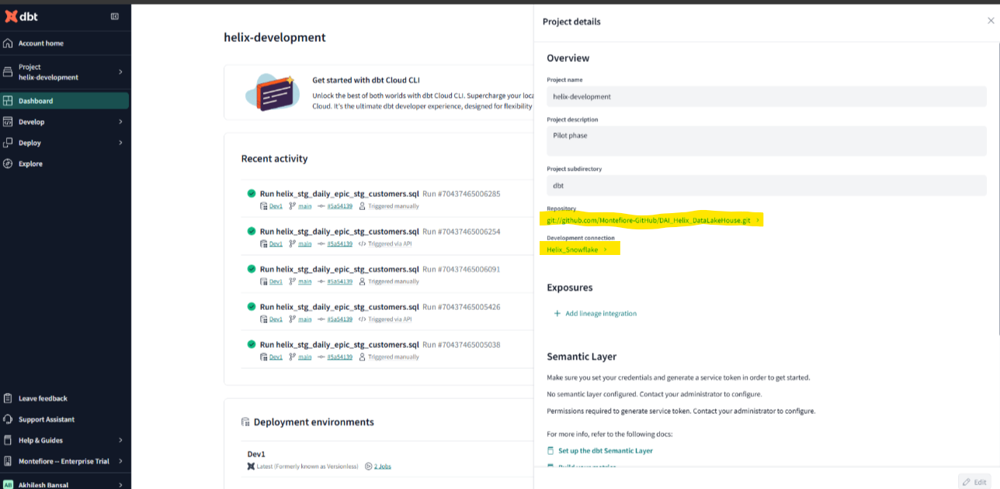 dbt
Account home
Project
helix-development
Dashboard
Develop
Deploy
Explore
Leave feedback
Support Assistant
Help & Guides
Montefiore -- Enterprise Trial
AB Akhilesh Bansal
helix-development
Get started with dbt Cloud CLI
Unlock the best of both worlds with dbt Cloud CLI. Supercharge your loca
Cloud. It's the ultimate dbt developer experience, designed for flexibility
Recent activity
Run helix_stg_daily_epic_stg_customers.sql Run #70437465006285
Dev1 main #5a54139 Triggered manually
Run helix_stg_daily_epic_stg_customers.sql Run #70437465006254
Dev1 main #5a54139 </> Triggered via API
Run helix_stg_daily_epic_stg_customers.sql Run #70437465006091
Dev1 main #5a54139 Triggered manually
Run helix_stg_daily_epic_stg_customers.sql Run #70437465005426
Dev1 main #5a54139 </> Triggered via API
Run helix_stg_daily_epic_stg_customers.sql Run #70437465005038
Dev1 main #5a54139 Triggered manually
Deployment environments
Dev1
Latest (Formerly known as Versionless) 2 Jobs
Project details
Overview
Project name
helix-development
Project description
Pilot phase
Project subdirectory
dbt
Repository
git://github.com/Montefiore-GitHub/DAI_Helix_DataLakeHouse.git
Development connection
Helix_Snowflake
Exposures
+ Add lineage integration
Semantic Layer
Make sure you set your credentials and generate a service token in order to get started.
No semantic layer configured. Contact your administrator to configure.
Permissions required to generate service token. Contact your administrator to configure.
For more info, refer to the following docs:
Set up the dbt Semantic Layer
Build your metrics
Edit